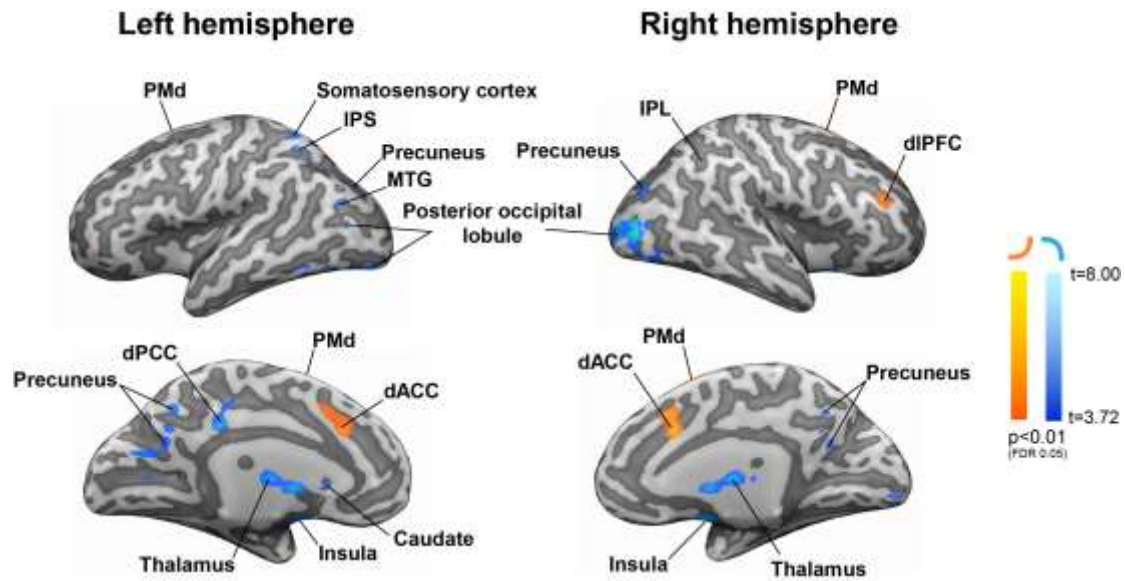 Left hemisphere
Right hemisphere
PMd
Somatosensory cortex
IPS
Precuneus
MTG
Posterior occipital
lobule
IPL
Precuneus
PMd
dlPFC
t=8.00
t=3.72
p<0.01
(FDR 0.05)
dPCC
PMd
Precuneus
dACC
Thalamus
Insula
Caudate
PMd
dACC
Precuneus
Insula
Thalamus